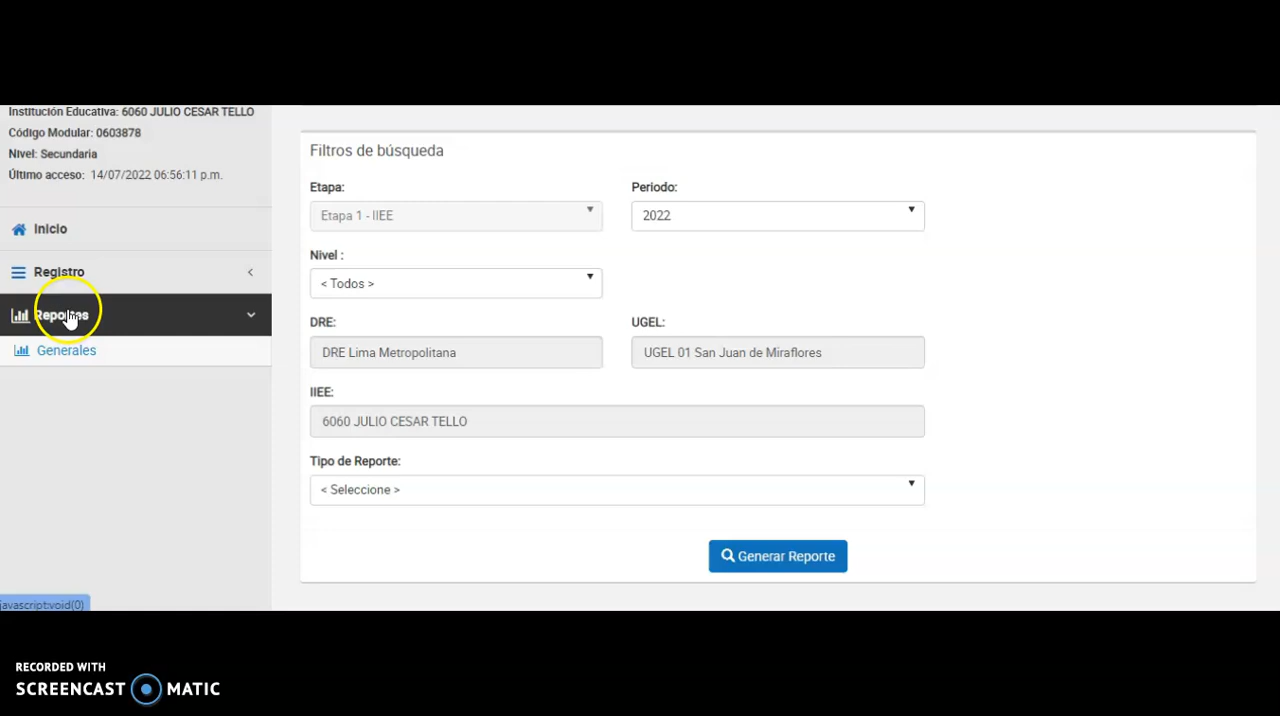 Institución Educativa: 6060 JULIO CESAR TELLO
Código Modular: 0603878
Nivel: Secundaria
Último acceso: 14/07/2022 06:56:11 p.m.
Inicio
Registro
Reportes
Generales
javascript:void(0)
Filtros de búsqueda
Etapa: Periodo:
Etapa 1 - IIEE 2022
Nivel :
< Todos >
DRE: UGEL:
DRE Lima Metropolitana UGEL 01 San Juan de Miraflores
IIEE:
6060 JULIO CESAR TELLO
Tipo de Reporte:
< Seleccione >
Generar Reporte
RECORDED WITH
SCREENCAST MATIC